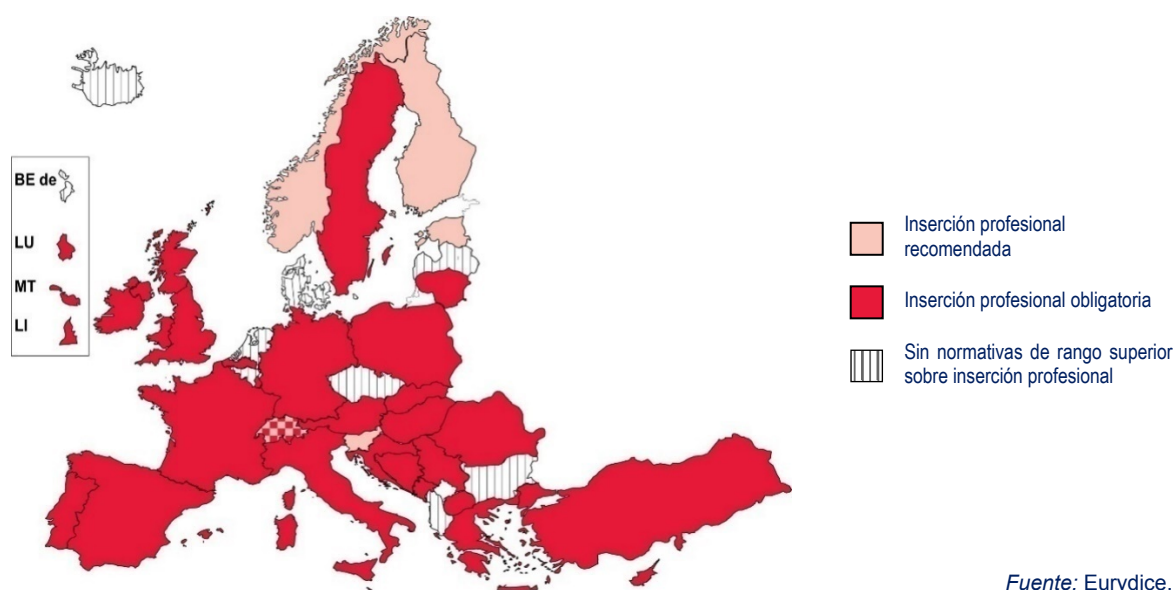 BE de
LU
MT
LI
Inserción profesional
recomendada
Inserción profesional obligatoria
Sin normativas de rango superior
sobre inserción profesional
Fuente: Eurydice.